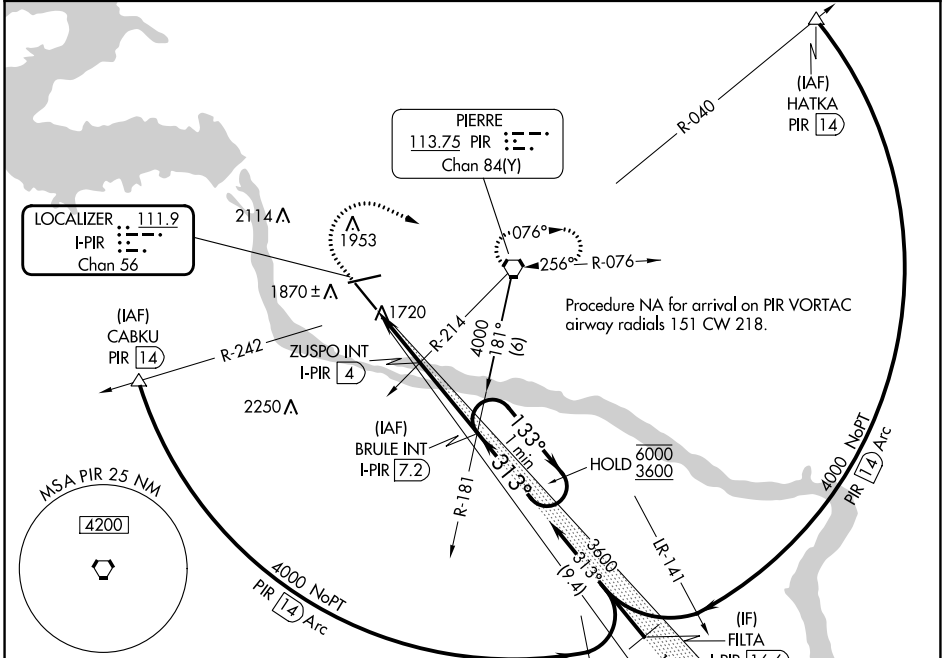 (IAF)
HATKA
PIR 14
R-040
PIERRE
113.75 PIR
Chan 84(Y)
LOCALIZER 111.9
I-PIR
Chan 56
2114
1953
076°
256°
R-076
1870 ±
1720
Procedure NA for arrival on PIR VORTAC
airway radials 151 CW 218.
(IAF)
CABKU
PIR 14
R-242
ZUSPO INT
I-PIR 4
R-214
4000
181°
(6)
2250
(IAF)
BRULE INT
I-PIR 7.2
133°
1 min
313°
HOLD 6000
3600
R-181
MSA PIR 25 NM
4200
4000 NoPT
PIR 14 Arc
4000 NoPT
PIR 14 Arc
3600
313°
(9.4)
LR-141
(IF)
FILTA